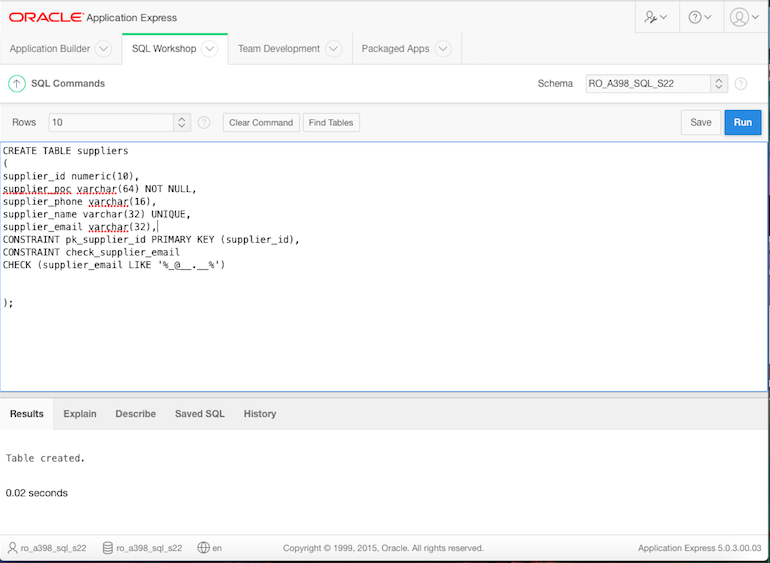 ORACLE® Application Express
Application Builder SQL Workshop Team Development Packaged Apps
SQL Commands Schema RO_A398_SQL_S22 ?
Rows 10 ? Clear Command Find Tables Save Run
CREATE TABLE suppliers
(
supplier_id numeric(10),
supplier_poc varchar(64) NOT NULL,
supplier_phone varchar(16),
supplier_name varchar(32) UNIQUE,
supplier_email varchar(32),
CONSTRAINT pk_supplier_id PRIMARY KEY (supplier_id),
CONSTRAINT check_supplier_email
CHECK (supplier_email LIKE '%_@__.__%')
);
Results Explain Describe Saved SQL History
Table created.
0.02 seconds
ro_a398_sql_s22 ro_a398_sql_s22 en Copyright © 1999, 2015, Oracle. All rights reserved. Application Express 5.0.3.00.03